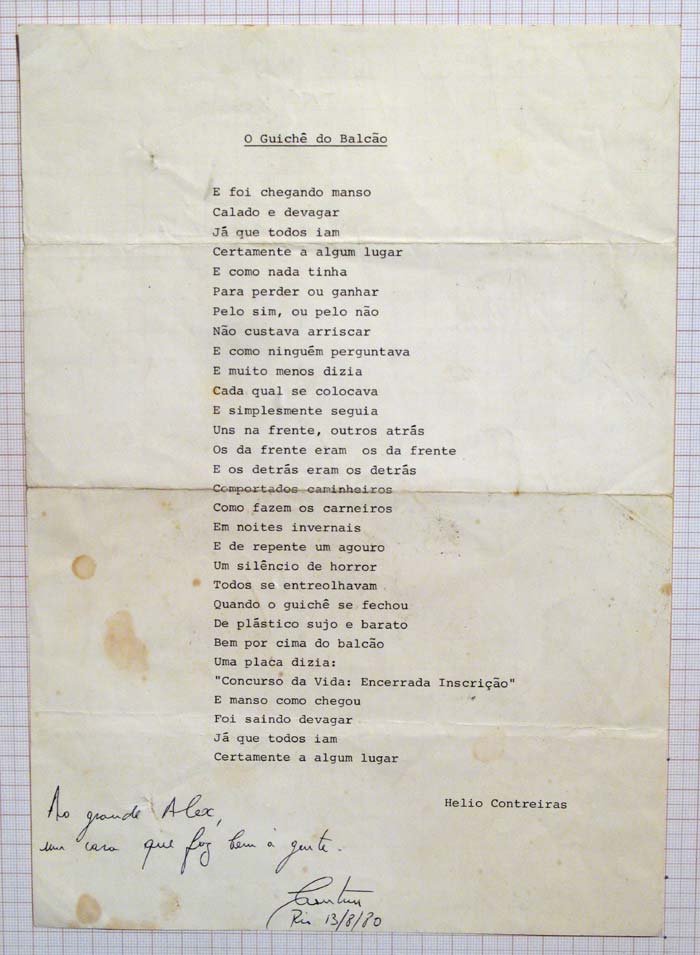 O Guichê do Balcão
E foi chegando manso
Calado e devagar
Já que todos iam
Certamente a algum lugar
E como nada tinha
Para perder ou ganhar
Pelo sim, ou pelo não
Não custava arriscar
E como ninguém perguntava
E muito menos dizia
Cada qual se colocava
E simplesmente seguia
Uns na frente, outros atrás
Os da frente eram  os da frente
E os detrás eram os detrás
Comportados caminheiros
Como fazem os carneiros
Em noites invernais
E de repente um agouro
Um silêncio de horror
Todos se entreolhavam
Quando o guichê se fechou
De plástico sujo e barato
Bem por cima do balcão
Uma placa dizia:
"Concurso da Vida: Encerrada Inscrição"
E manso como chegou
Foi saindo devagar
Já que todos iam
Certamente a algum lugar
Helio Contreiras
Ao grande Alex,
um cara que faz bem à gente.
Rio 13/8/80